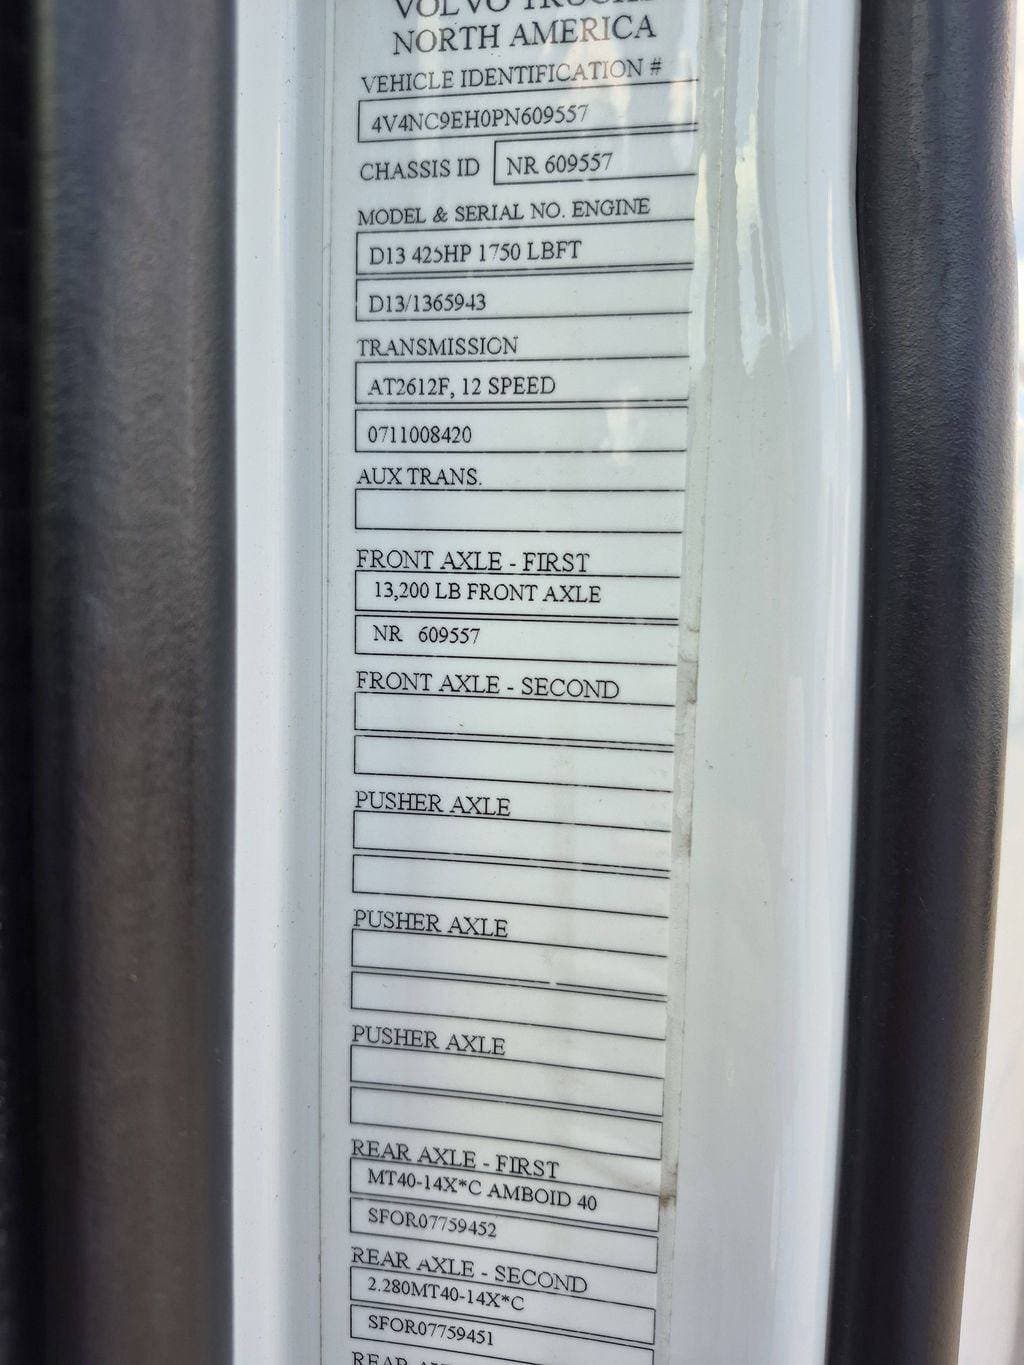 VOLVO TRUCKS
NORTH AMERICA
VEHICLE IDENTIFICATION #
4V4NC9EH0PN609557
CHASSIS ID NR 609557
MODEL & SERIAL NO. ENGINE
D13 425HP 1750 LBFT
D13/1365943
TRANSMISSION
AT2612F, 12 SPEED
0711008420
AUX TRANS.
FRONT AXLE - FIRST
13,200 LB FRONT AXLE
NR 609557
FRONT AXLE - SECOND
PUSHER AXLE
PUSHER AXLE
PUSHER AXLE
REAR AXLE - FIRST
MT40-14X*C AMBOID 40
SFOR07759452
REAR AXLE - SECOND
2.280MT40-14X*C
SFOR07759451
REAR